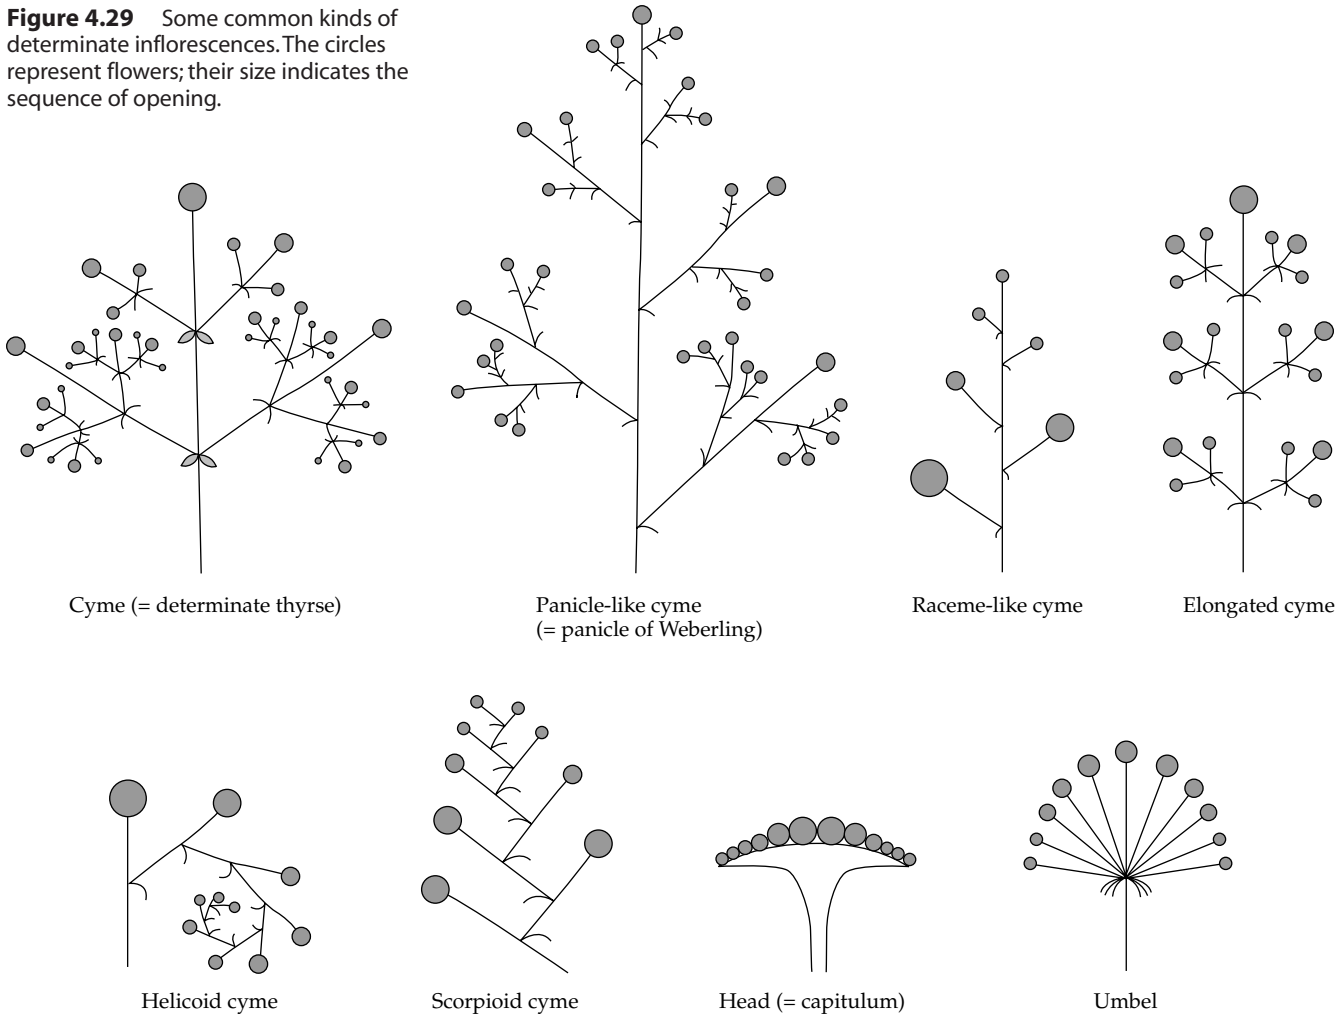 Figure 4.29 Some common kinds of
determinate inflorescences. The circles
represent flowers; their size indicates the
sequence of opening.
Cyme (= determinate thyrse)
Panicle-like cyme
(= panicle of Weberling)
Raceme-like cyme
Elongated cyme
Helicoid cyme
Scorpioid cyme
Head (= capitulum)
Umbel